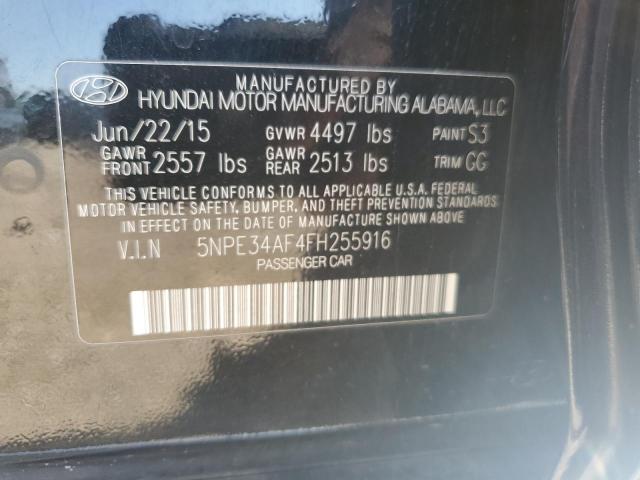 MANUFACTURED BY
HYUNDAI MOTOR MANUFACTURING ALABAMA, LLC
Jun/22/15 GVWR 4497 lbs PAINT S3
GAWR FRONT 2557 lbs GAWR REAR 2513 lbs TRIM GG
THIS VEHICLE CONFORMS TO ALL APPLICABLE U.S.A. FEDERAL
MOTOR VEHICLE SAFETY, BUMPER, AND THEFT PREVENTION STANDARDS
IN EFFECT ON THE DATE OF MANUFACTURE SHOWN ABOVE
V.I.N 5NPE34AF4FH255916
PASSENGER CAR